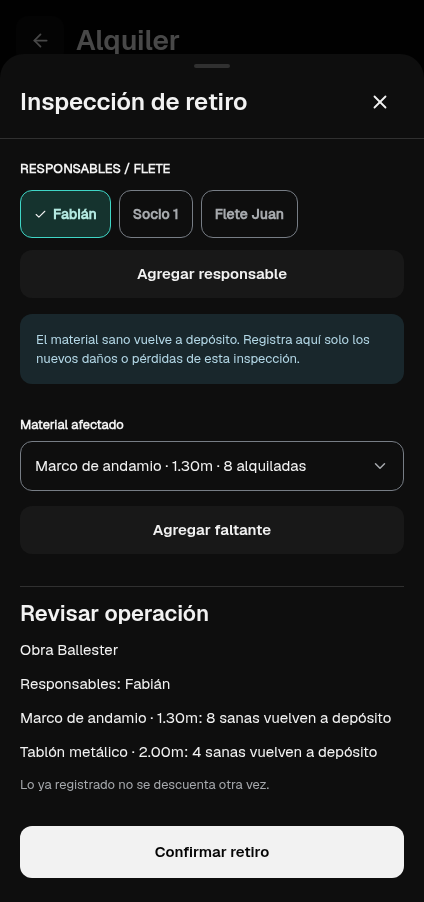 Alquiler
Inspección de retiro
RESPONSABLES / FLETE
Fabián
Socio 1
Flete Juan
Agregar responsable
El material sano vuelve a depósito. Registra aquí solo los
nuevos daños o pérdidas de esta inspección.
Material afectado
Marco de andamio · 1.30m · 8 alquiladas
Agregar faltante
Revisar operación
Obra Ballester
Responsables: Fabián
Marco de andamio · 1.30m: 8 sanas vuelven a depósito
Tablón metálico · 2.00m: 4 sanas vuelven a depósito
Lo ya registrado no se descuenta otra vez.
Confirmar retiro